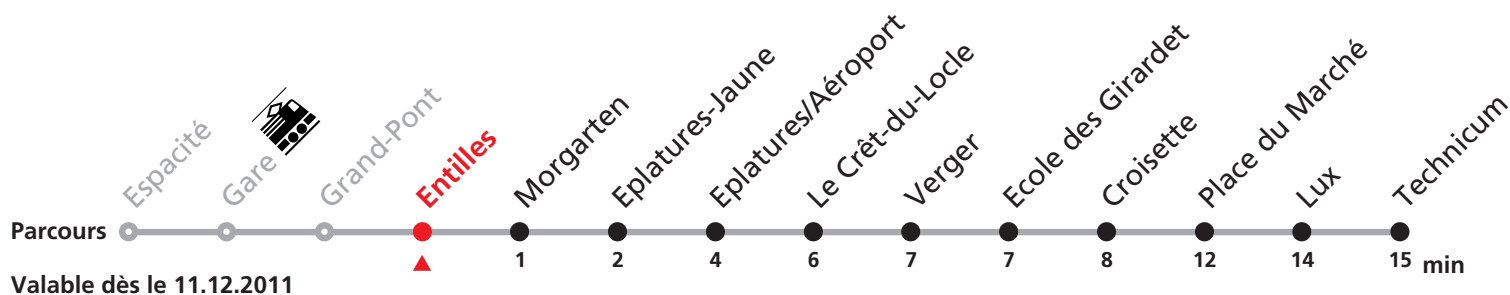 Espacité
Gare
Grand-Pont
Entilles
Morgarten
Eplatures-Jaune
Eplatures/Aéroport
Le Crêt-du-Locle
Verger
Ecole des Girardet
Croisette
Place du Marché
Lux
Technicum
Parcours
1 2 4 6 7 7 8 12 14 15 min
Valable dès le 11.12.2011